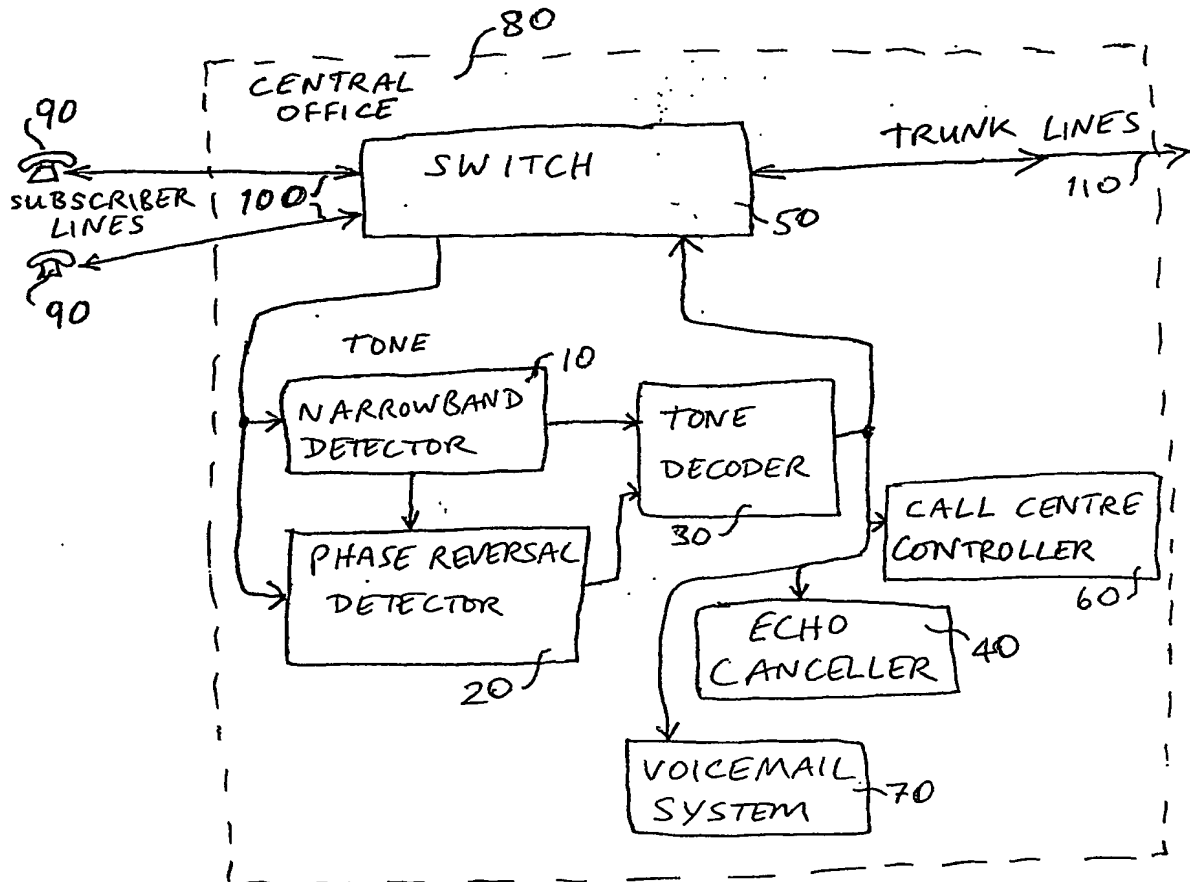 80
CENTRAL
OFFICE
90
SUBSCRIBER
LINES
100
90
SWITCH
50
TRUNK LINES
110
TONE
10
NARROWBAND
DETECTOR
TONE
DECODER
30
PHASE REVERSAL
DETECTOR
20
CALL CENTRE
CONTROLLER
60
ECHO
CANCELLER
40
VOICEMAIL
SYSTEM
70